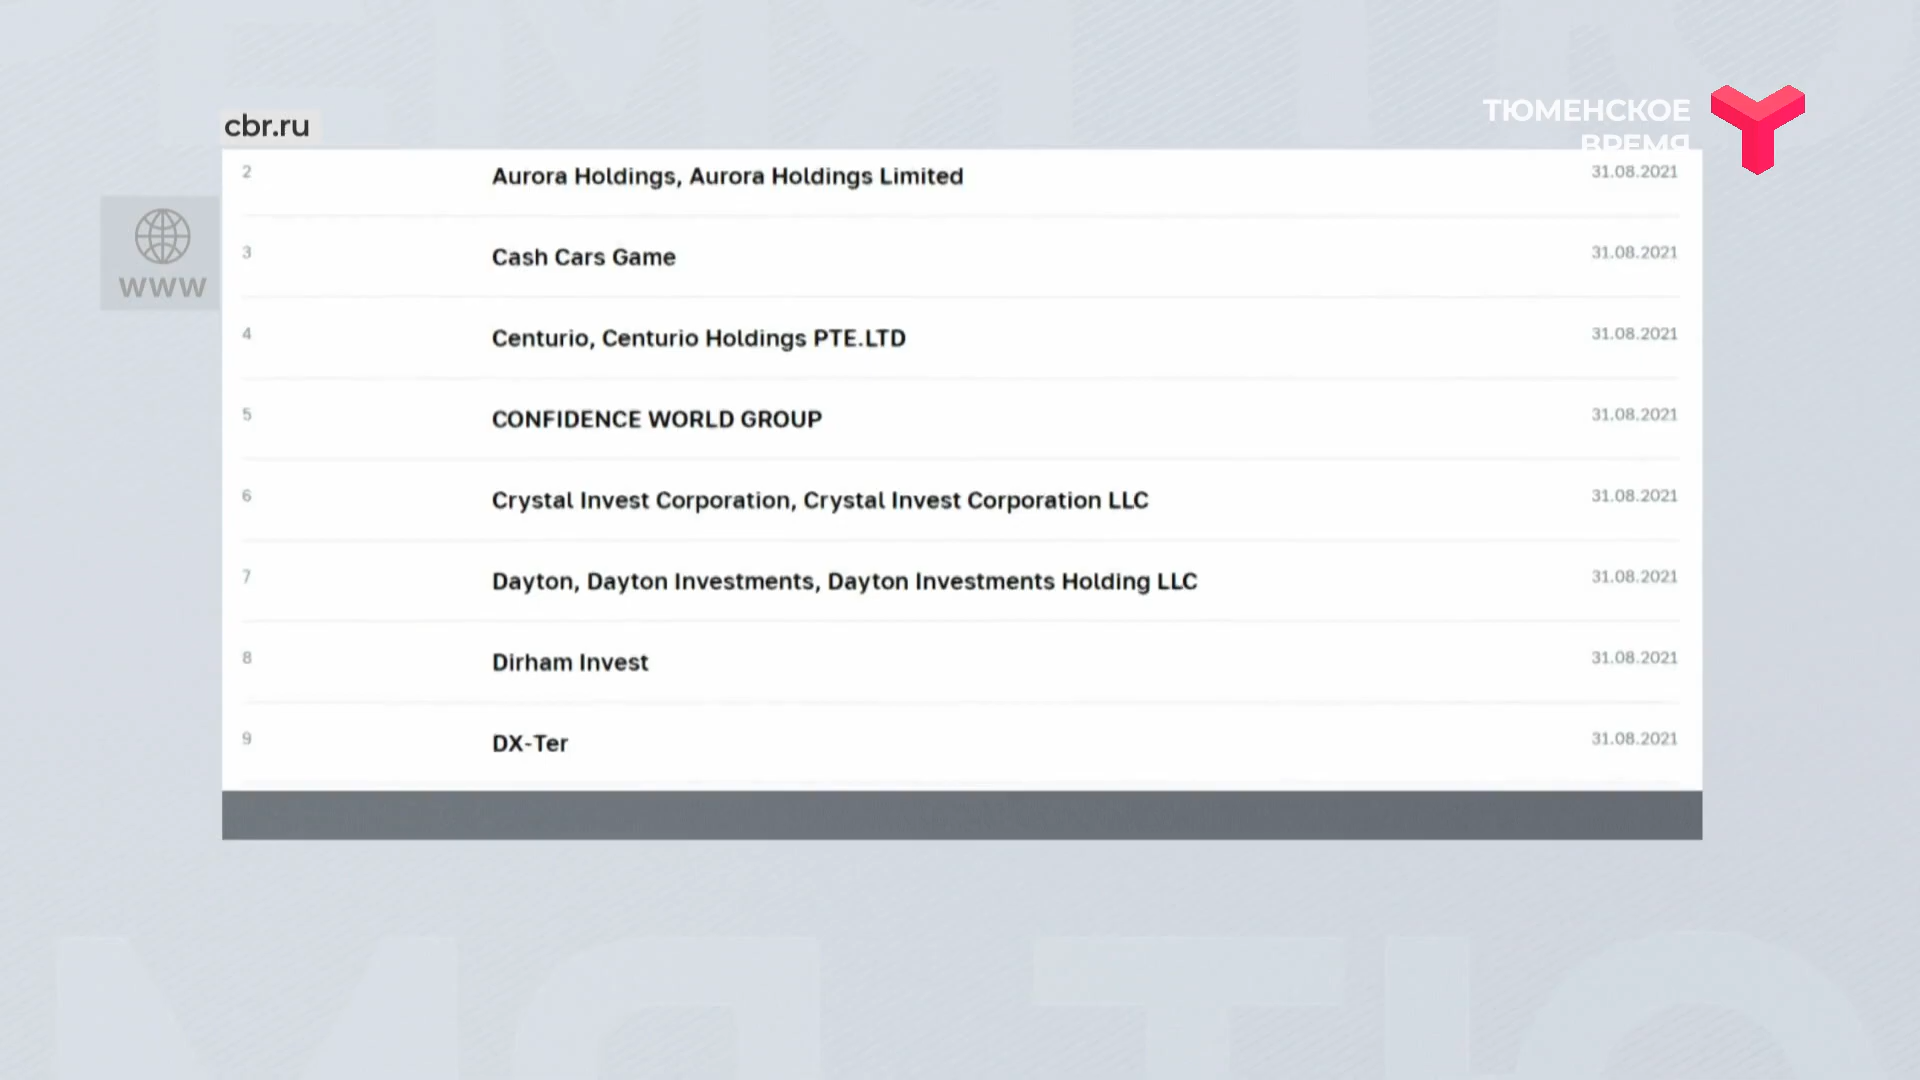 cbr.ru
ТЮМЕНСКОЕ
ВРЕМЯ
WWW
2 Aurora Holdings, Aurora Holdings Limited 31.08.2021
3 Cash Cars Game 31.08.2021
4 Centurio, Centurio Holdings PTE.LTD 31.08.2021
5 CONFIDENCE WORLD GROUP 31.08.2021
6 Crystal Invest Corporation, Crystal Invest Corporation LLC 31.08.2021
7 Dayton, Dayton Investments, Dayton Investments Holding LLC 31.08.2021
8 Dirham Invest 31.08.2021
9 DX-Ter 31.08.2021